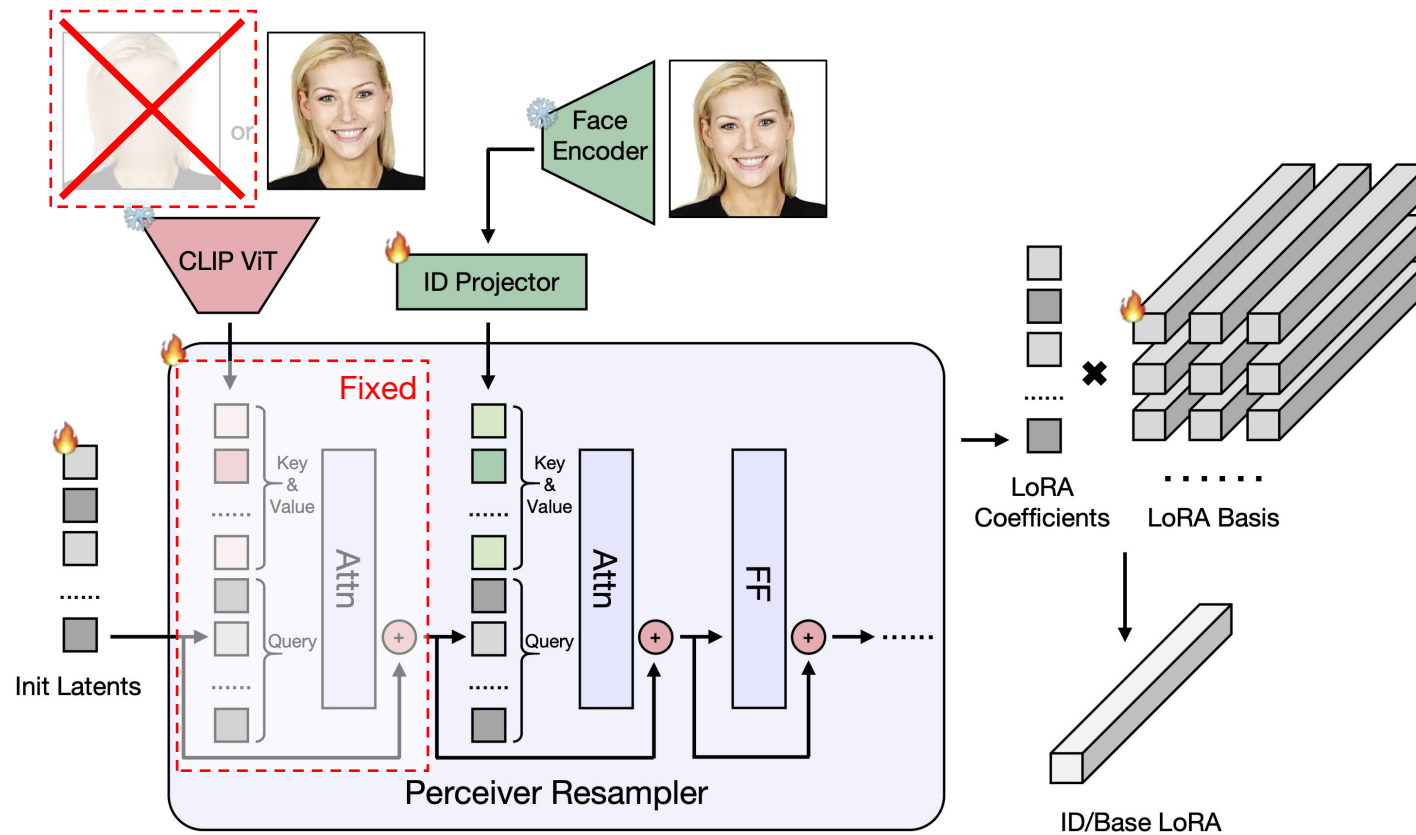 or
Face
Encoder
CLIP ViT
ID Projector
Fixed
Key
&
Value
Attn
Query
+
Key
&
Value
Attn
Query
+
FF
+
......
......
......
......
......
......
......
Init Latents
Perceiver Resampler
......
LoRA
Coefficients
......
LoRA Basis
ID/Base LoRA